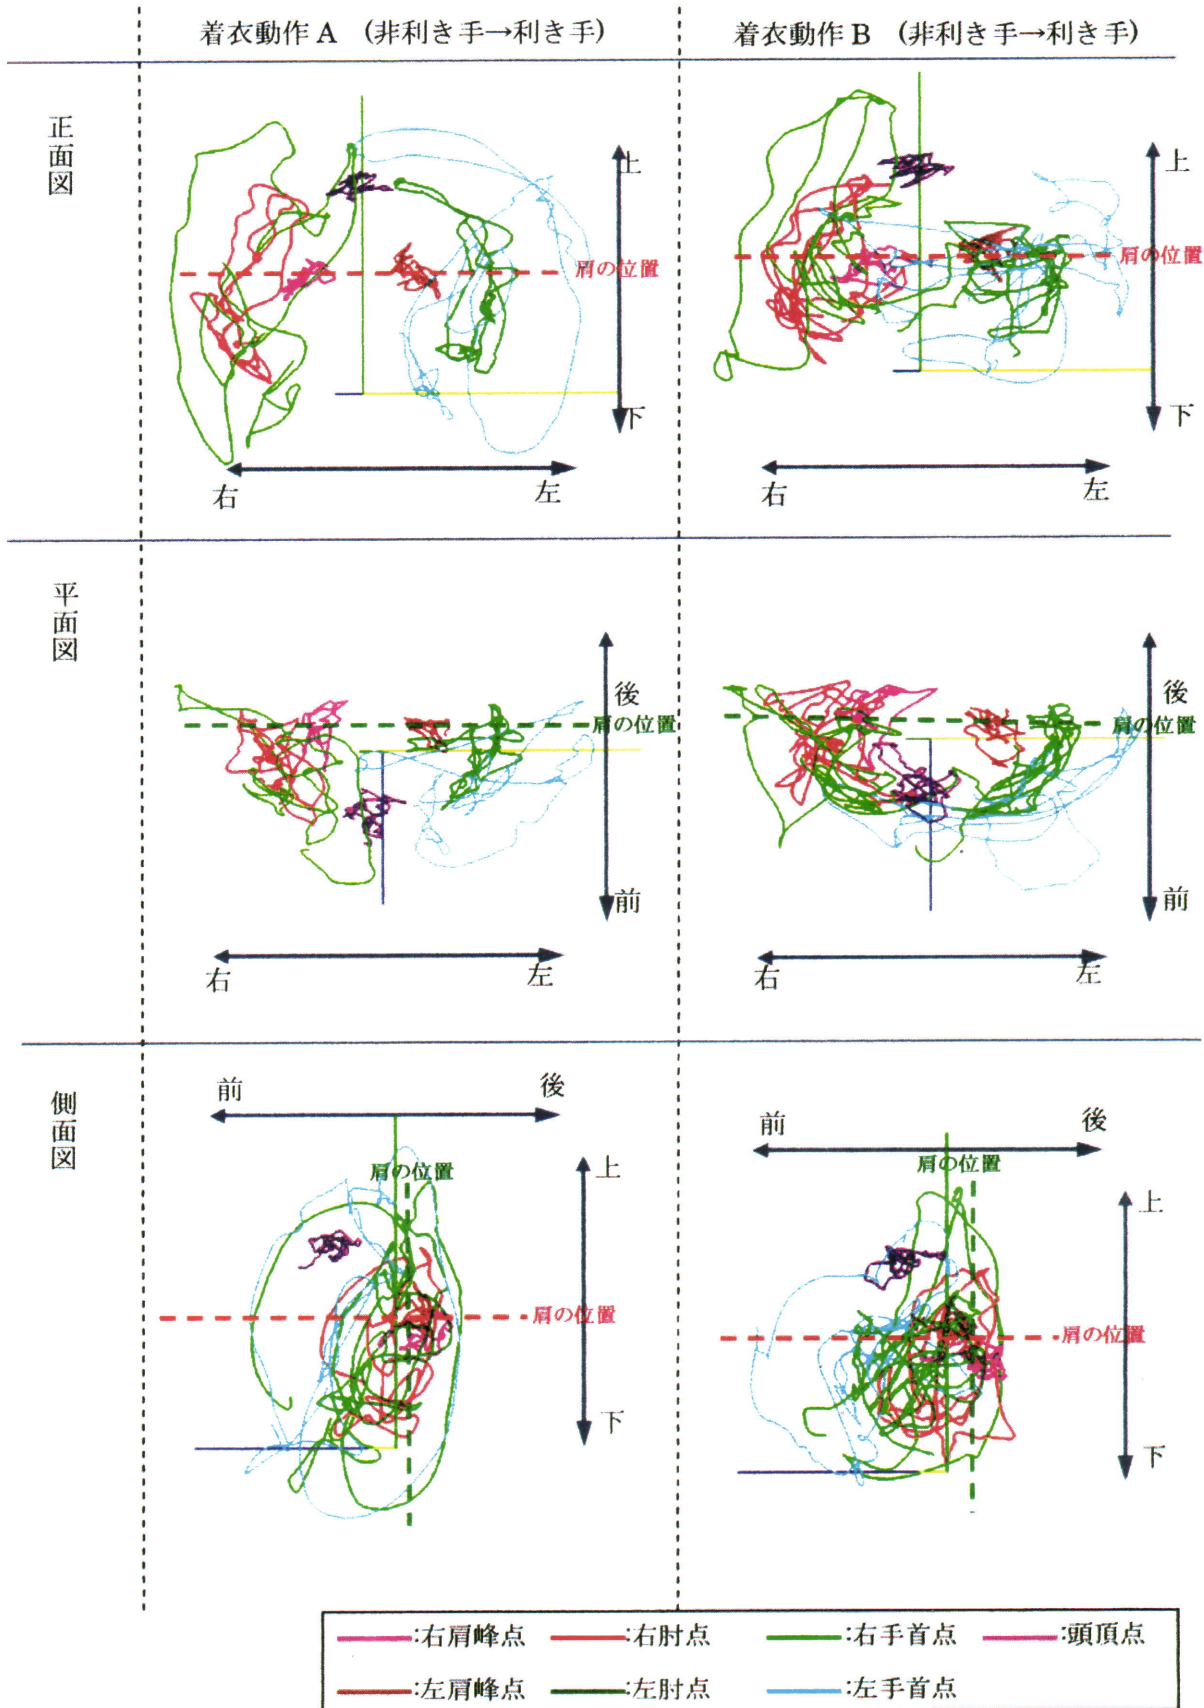 着衣動作 A (非利き手→利き手)
着衣動作 B (非利き手→利き手)
正面図
上
肩の位置
下
右
左
上
肩の位置
下
右
左
平面図
後
肩の位置
前
右
左
後
肩の位置
前
右
左
側面図
前
後
肩の位置
上
肩の位置
下
前
後
肩の位置
上
肩の位置
下
:右肩峰点 :右肘点 :右手首点 :頭頂点
:左肩峰点 :左肘点 :左手首点